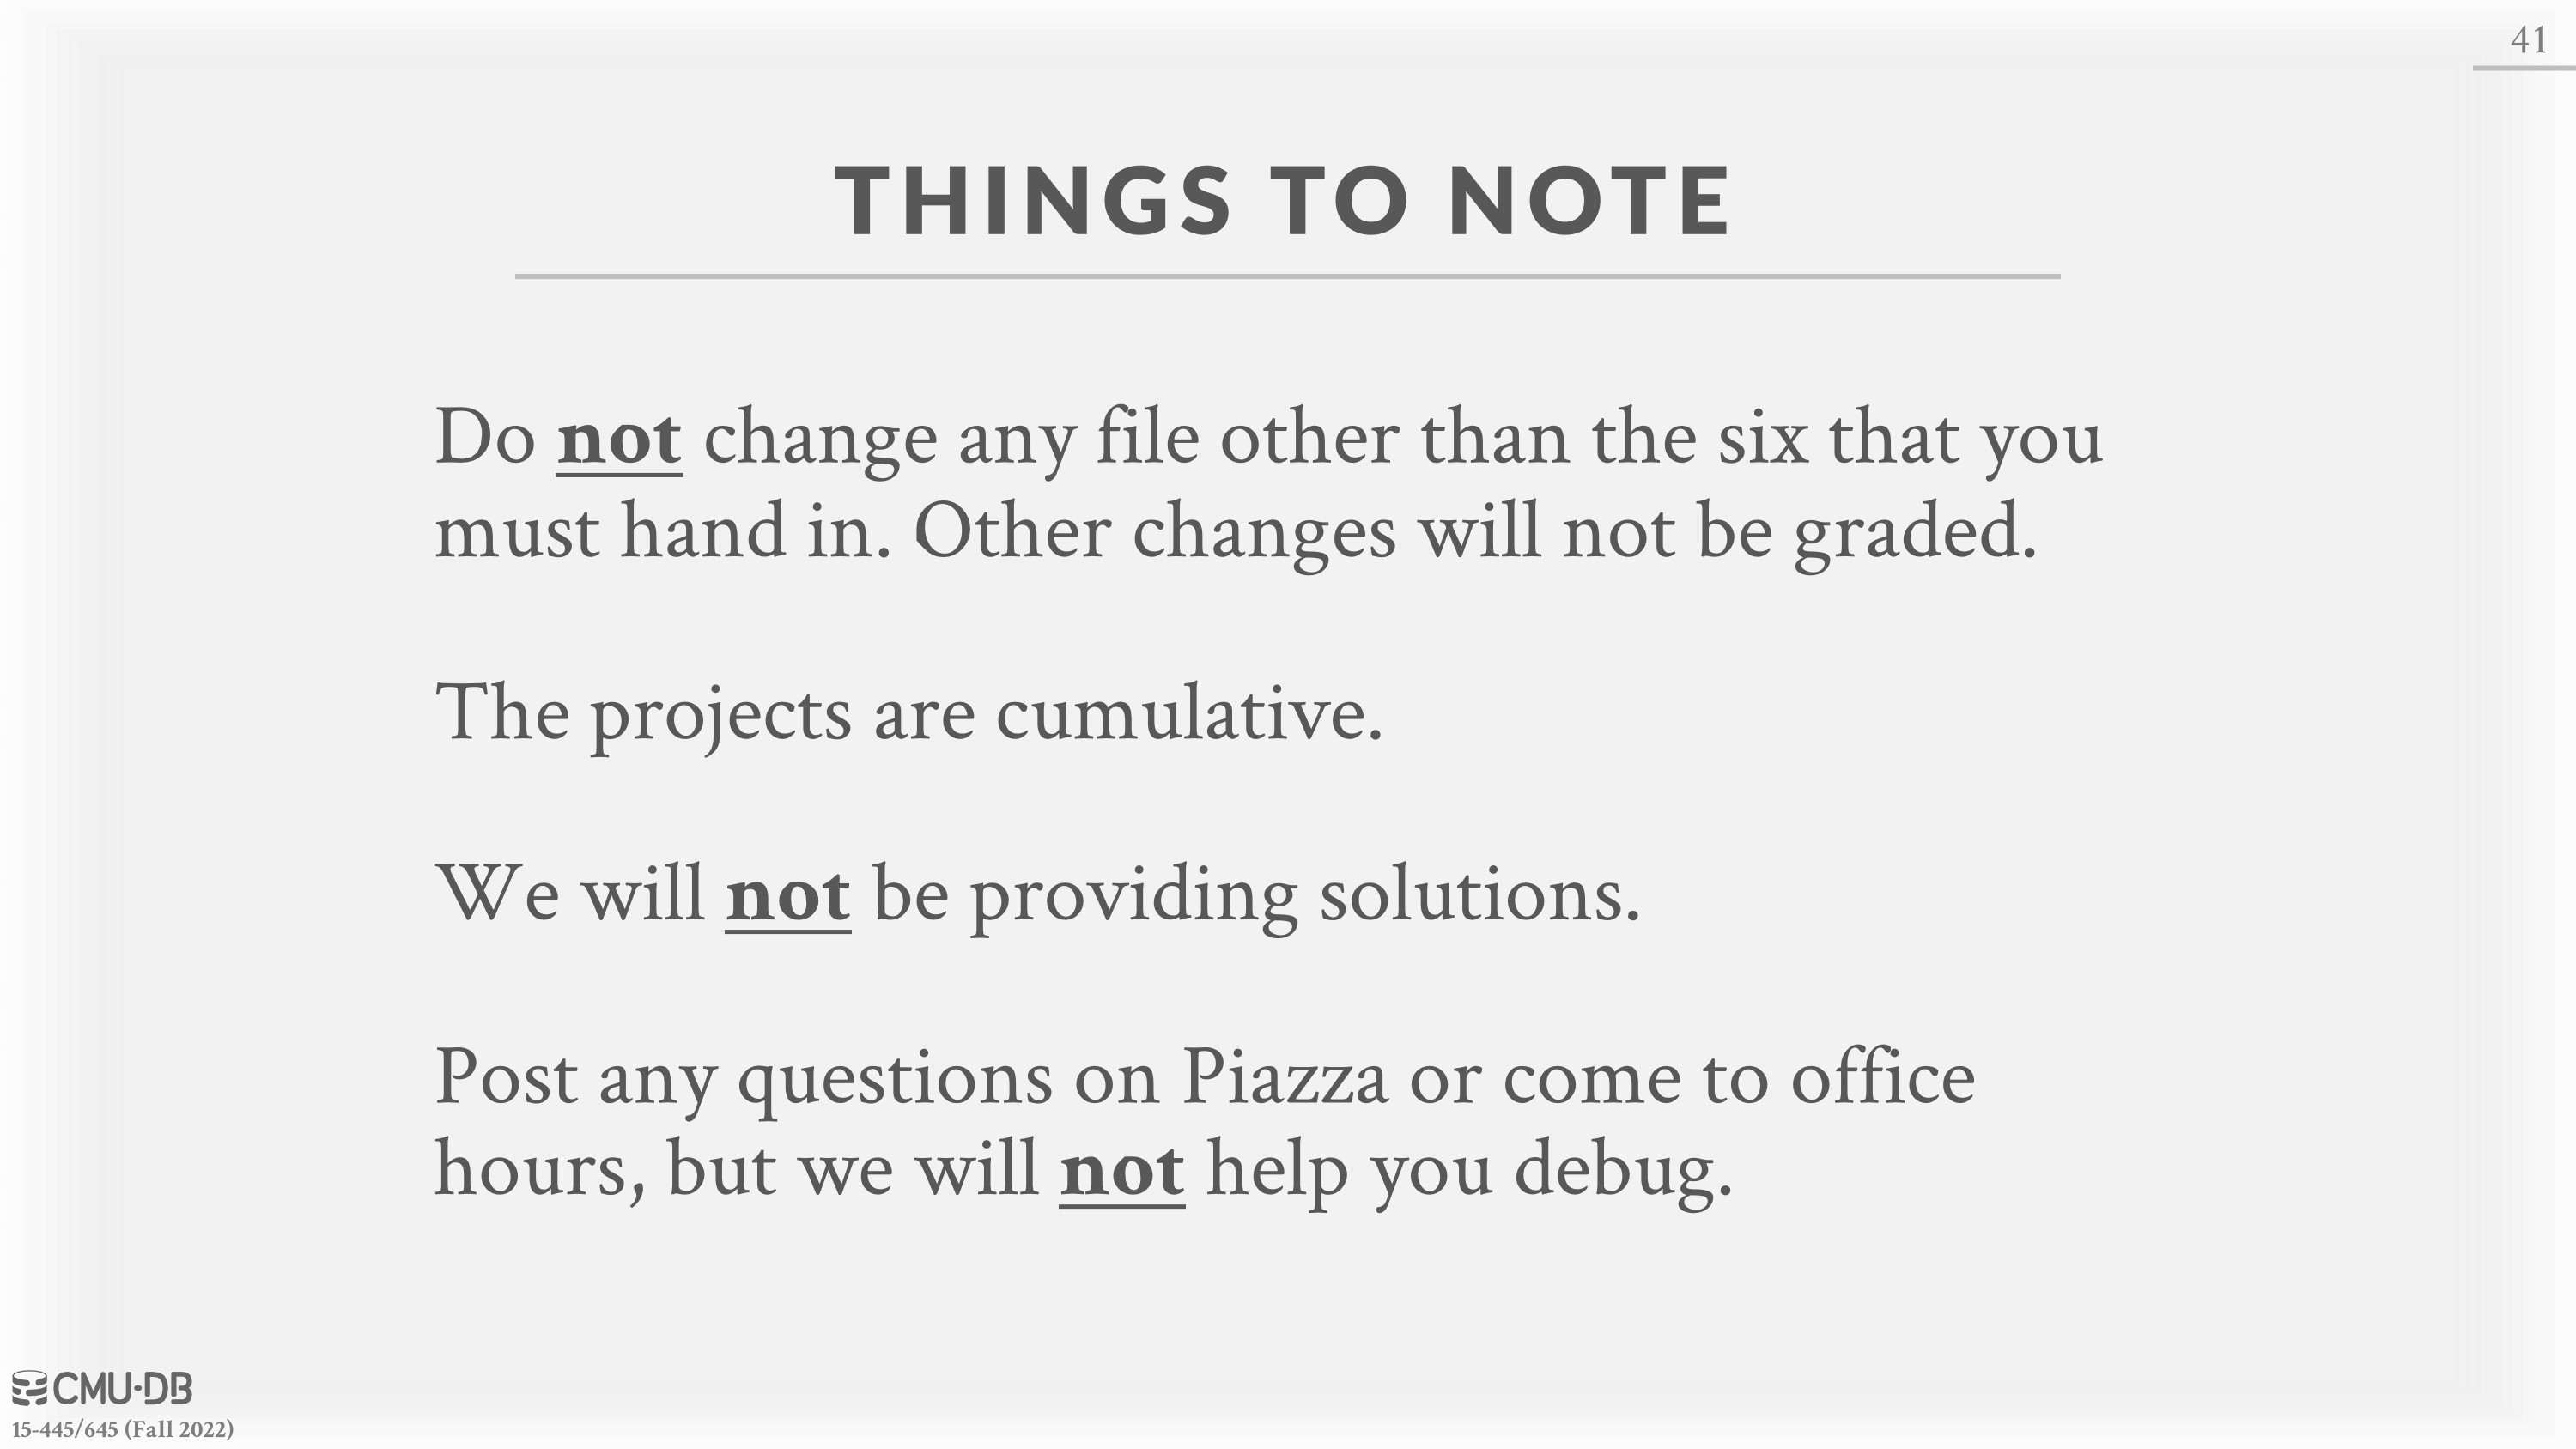 41
THINGS TO NOTE
Do not change any file other than the six that you
must hand in. Other changes will not be graded.
The projects are cumulative.
We will not be providing solutions.
Post any questions on Piazza or come to office
hours, but we will not help you debug.
CMU·DB
15-445/645 (Fall 2022)